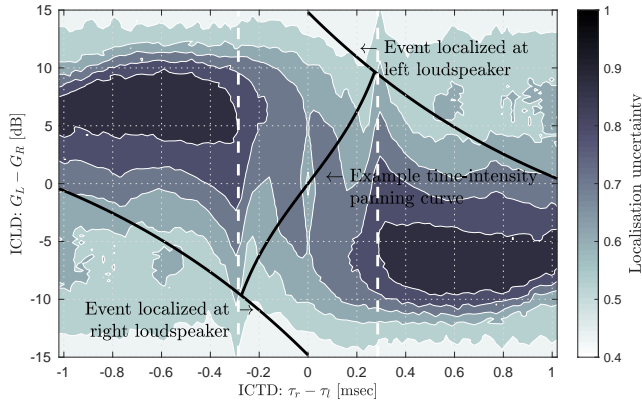 15
10
5
0
-5
-10
-15
ICLD: G_L − G_R [dB]
← Event localized at
left loudspeaker
← Example time-intensity
panning curve
Event localized at →
right loudspeaker
-1 -0.8 -0.6 -0.4 -0.2 0 0.2 0.4 0.6 0.8 1
ICTD: τ_r − τ_l [msec]
1
0.9
0.8
0.7
0.6
0.5
0.4
Localisation uncertainty